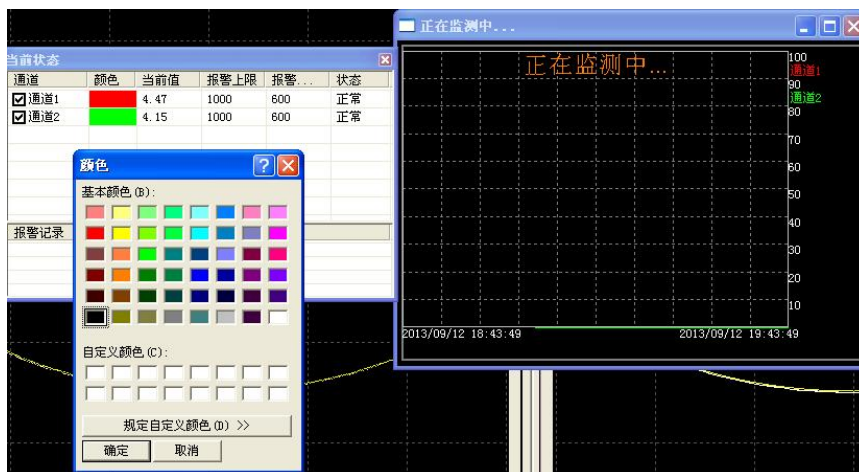 当前状态
通道 颜色 当前值 报警上限 报警... 状态
通道1 4.47 1000 600 正常
通道2 4.15 1000 600 正常
报警记录
颜色
基本颜色(B):
自定义颜色(C):
规定自定义颜色(D) >>
确定 取消
正在监测中...
正在监测中...
100
通道1
90
通道2
80
70
60
50
40
30
20
10
2013/09/12 18:43:49 2013/09/12 19:43:49